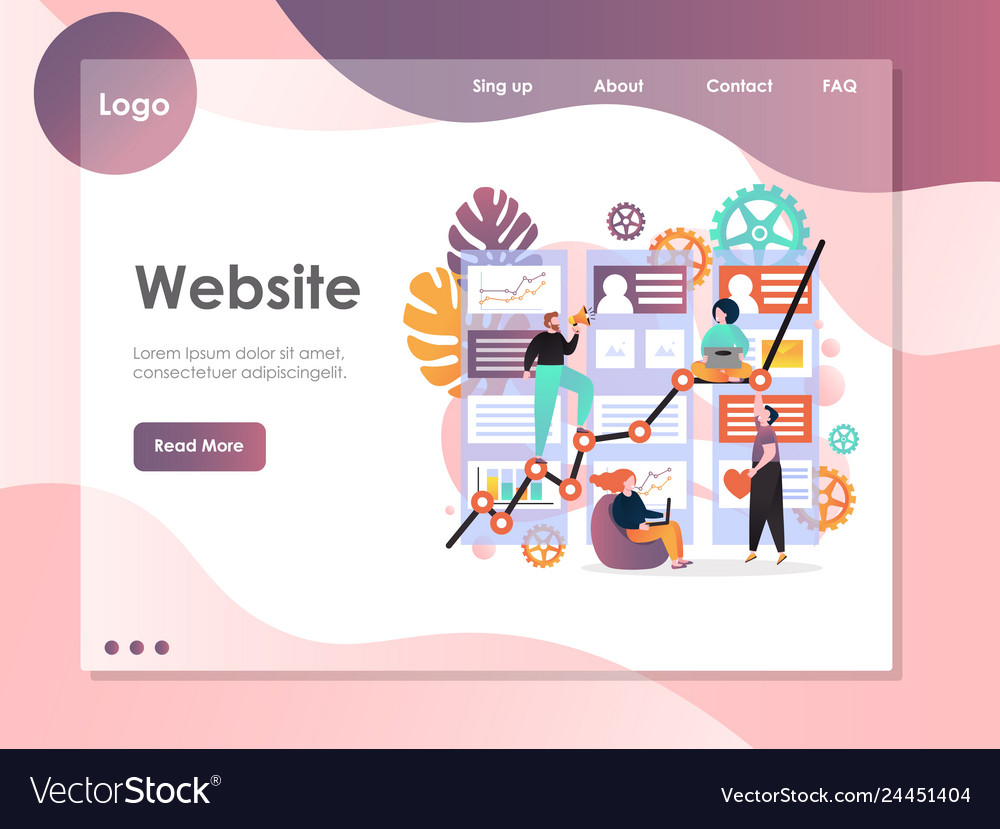 Logo
Sing up About Contact FAQ
Website
Lorem Ipsum dolor sit amet,
consectetuer adipiscingelit.
Read More
VectorStock®
VectorStock.com/24451404